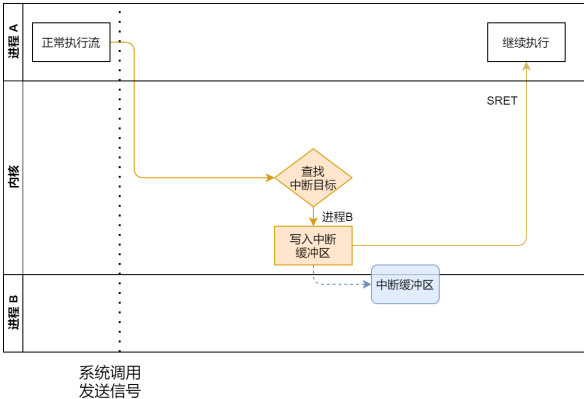 进程 A
正常执行流
继续执行
SRET
内核
查找
中断目标
进程B
写入中断
缓冲区
进程 B
中断缓冲区
系统调用
发送信号